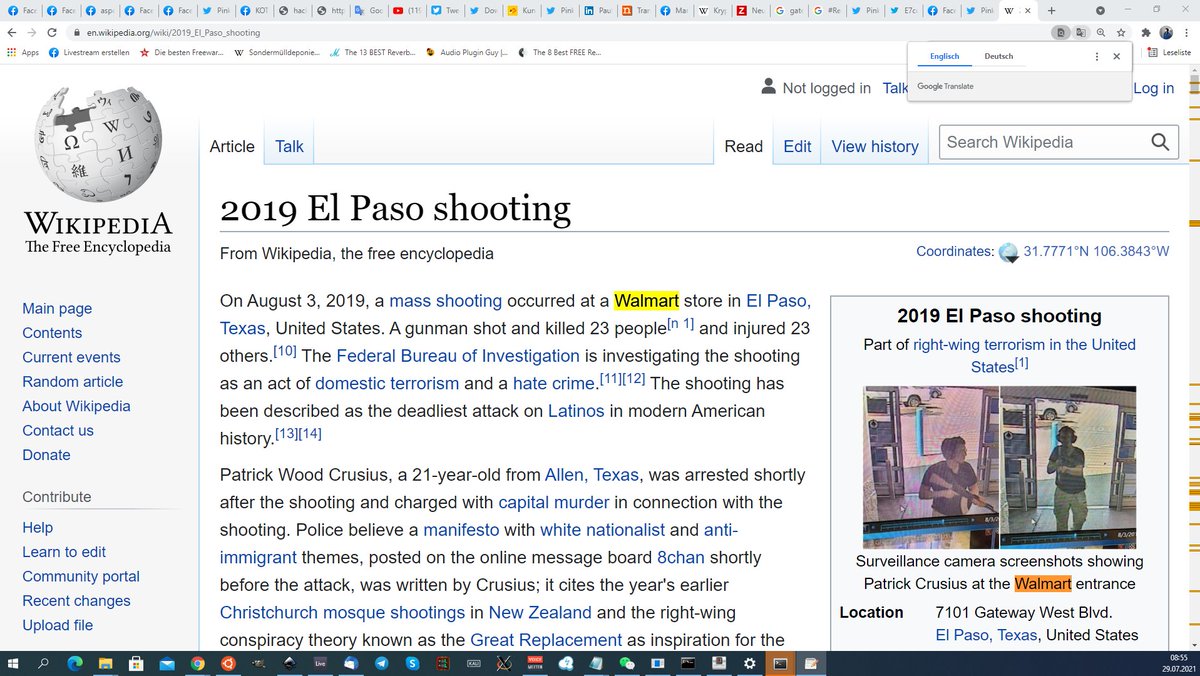 Face
Face
aspi
Face
Face
Pink
KOT
hac
http
Goo
(119
Twe
Dow
Kun
Pink
Pau
Tran
Mar
Kryp
Neu
gate
#Re
Pink
E7c
Face
Pink
en.wikipedia.org/wiki/2019_El_Paso_shooting
Apps
Livestream erstellen
Die besten Freewar...
Sondermülldeponie...
The 13 BEST Reverb...
Audio Plugin Guy |...
The 8 Best FREE Re...
Leseliste
Englisch
Deutsch
Google Translate
Not logged in
Talk
Log in
Article
Talk
Read
Edit
View history
Search Wikipedia
WIKIPEDIA
The Free Encyclopedia
Main page
Contents
Current events
Random article
About Wikipedia
Contact us
Donate
Contribute
Help
Learn to edit
Community portal
Recent changes
Upload file
2019 El Paso shooting
From Wikipedia, the free encyclopedia
Coordinates: 31.7771°N 106.3843°W
On August 3, 2019, a mass shooting occurred at a Walmart store in El Paso,
Texas, United States. A gunman shot and killed 23 people[n 1] and injured 23
others.[10] The Federal Bureau of Investigation is investigating the shooting
as an act of domestic terrorism and a hate crime.[11][12] The shooting has
been described as the deadliest attack on Latinos in modern American
history.[13][14]
Patrick Wood Crusius, a 21-year-old from Allen, Texas, was arrested shortly
after the shooting and charged with capital murder in connection with the
shooting. Police believe a manifesto with white nationalist and anti-
immigrant themes, posted on the online message board 8chan shortly
before the attack, was written by Crusius; it cites the year's earlier
Christchurch mosque shootings in New Zealand and the right-wing
conspiracy theory known as the Great Replacement as inspiration for the
2019 El Paso shooting
Part of right-wing terrorism in the United
States[1]
Surveillance camera screenshots showing
Patrick Crusius at the Walmart entrance
Location
7101 Gateway West Blvd.
El Paso, Texas, United States
08:55
29.07.2021